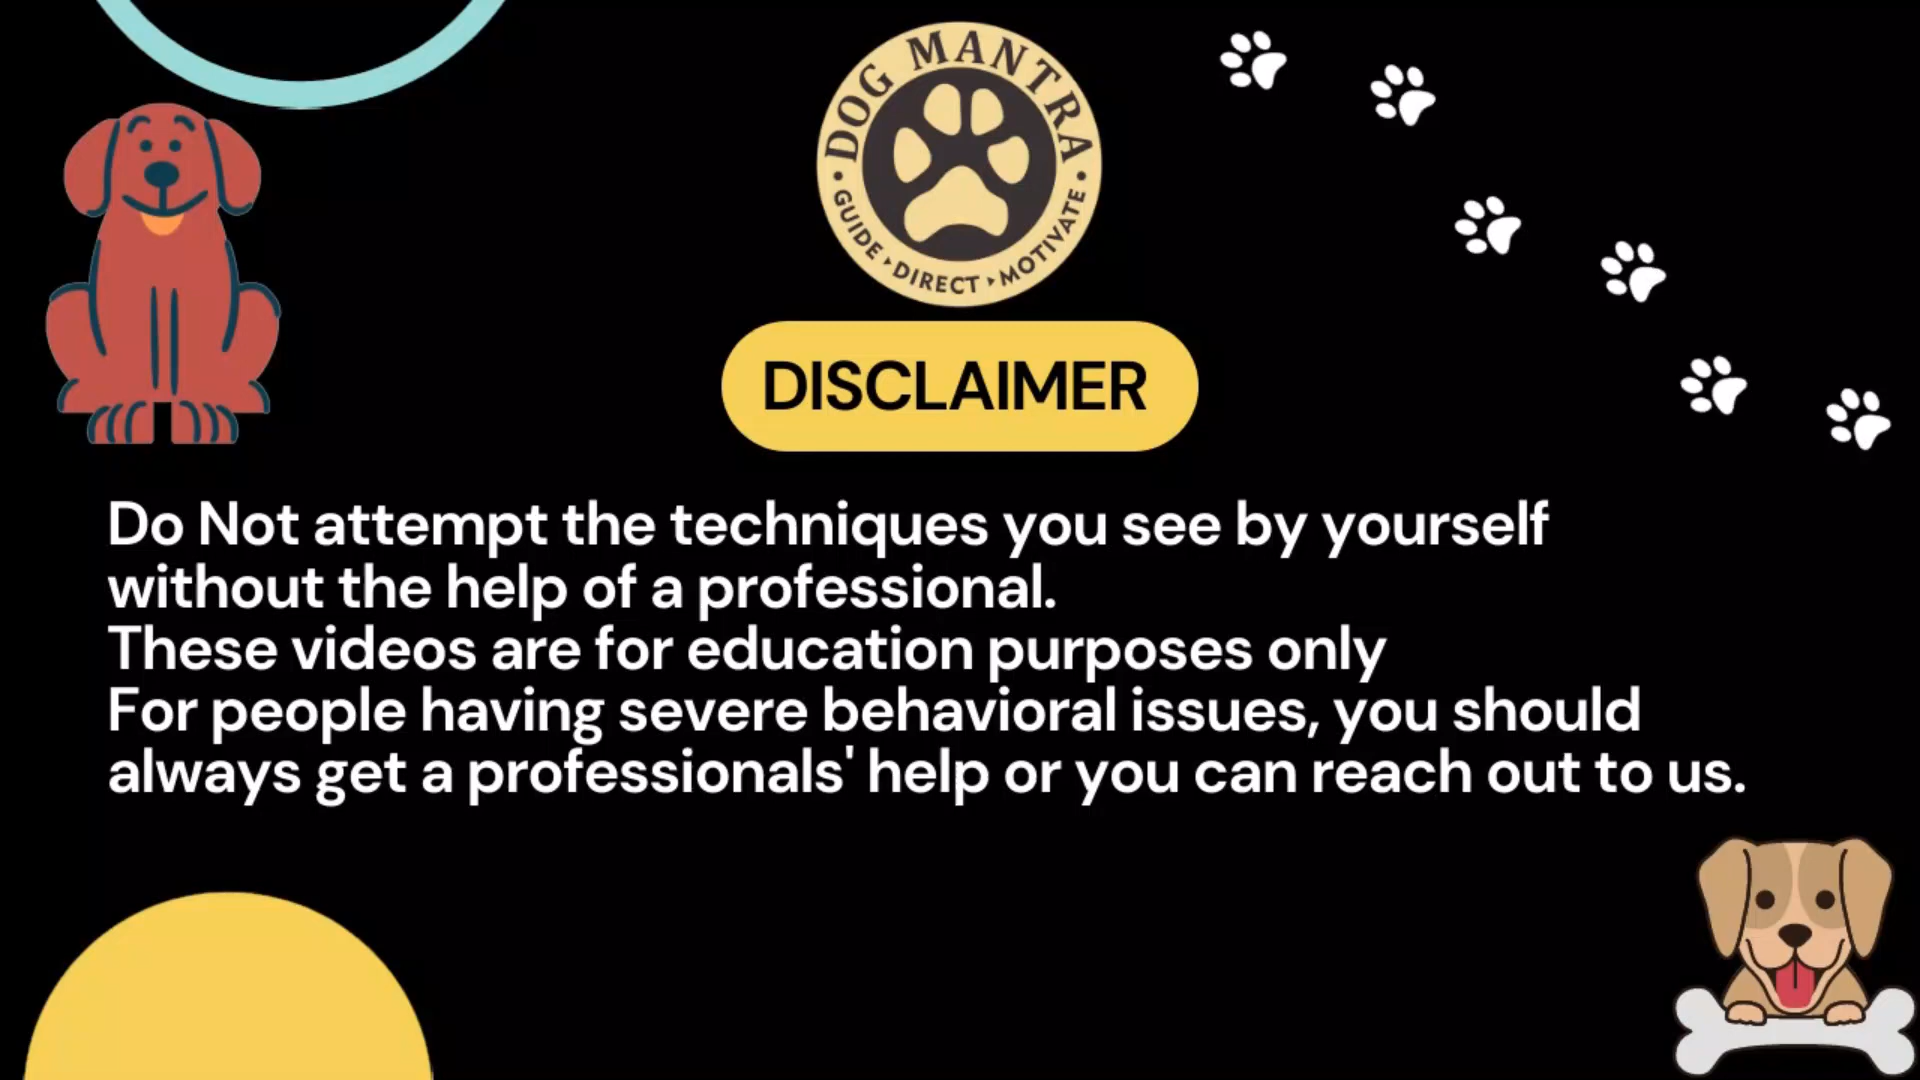 DOG MANTRA
GUIDE DIRECT MOTIVATE
DISCLAIMER
Do Not attempt the techniques you see by yourself
without the help of a professional.
These videos are for education purposes only
For people having severe behavioral issues, you should
always get a professionals' help or you can reach out to us.